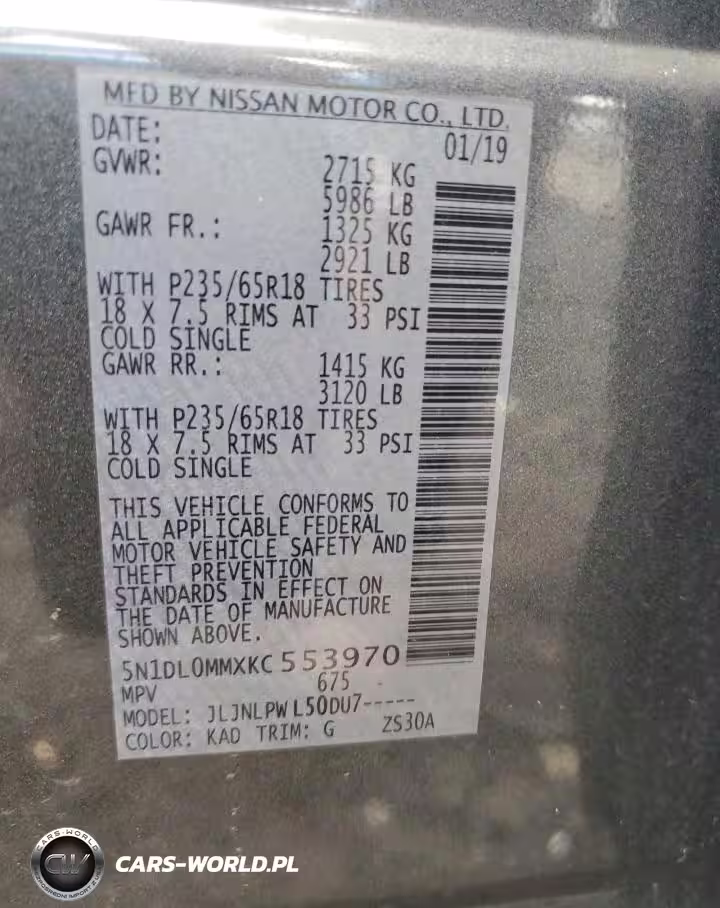 MFD BY NISSAN MOTOR CO., LTD.
DATE: 01/19
GVWR: 2715 KG
5986 LB
GAWR FR.: 1325 KG
2921 LB
WITH P235/65R18 TIRES
18 X 7.5 RIMS AT 33 PSI
COLD SINGLE
GAWR RR.: 1415 KG
3120 LB
WITH P235/65R18 TIRES
18 X 7.5 RIMS AT 33 PSI
COLD SINGLE
THIS VEHICLE CONFORMS TO
ALL APPLICABLE FEDERAL
MOTOR VEHICLE SAFETY AND
THEFT PREVENTION
STANDARDS IN EFFECT ON
THE DATE OF MANUFACTURE
SHOWN ABOVE.
5N1DL0MMXKC553970
MPV 675
MODEL: JLJNLPWL50DU7-----
COLOR: KAD TRIM: G ZS30A
CARS-WORLD
CW
CARS-WORLD.PL